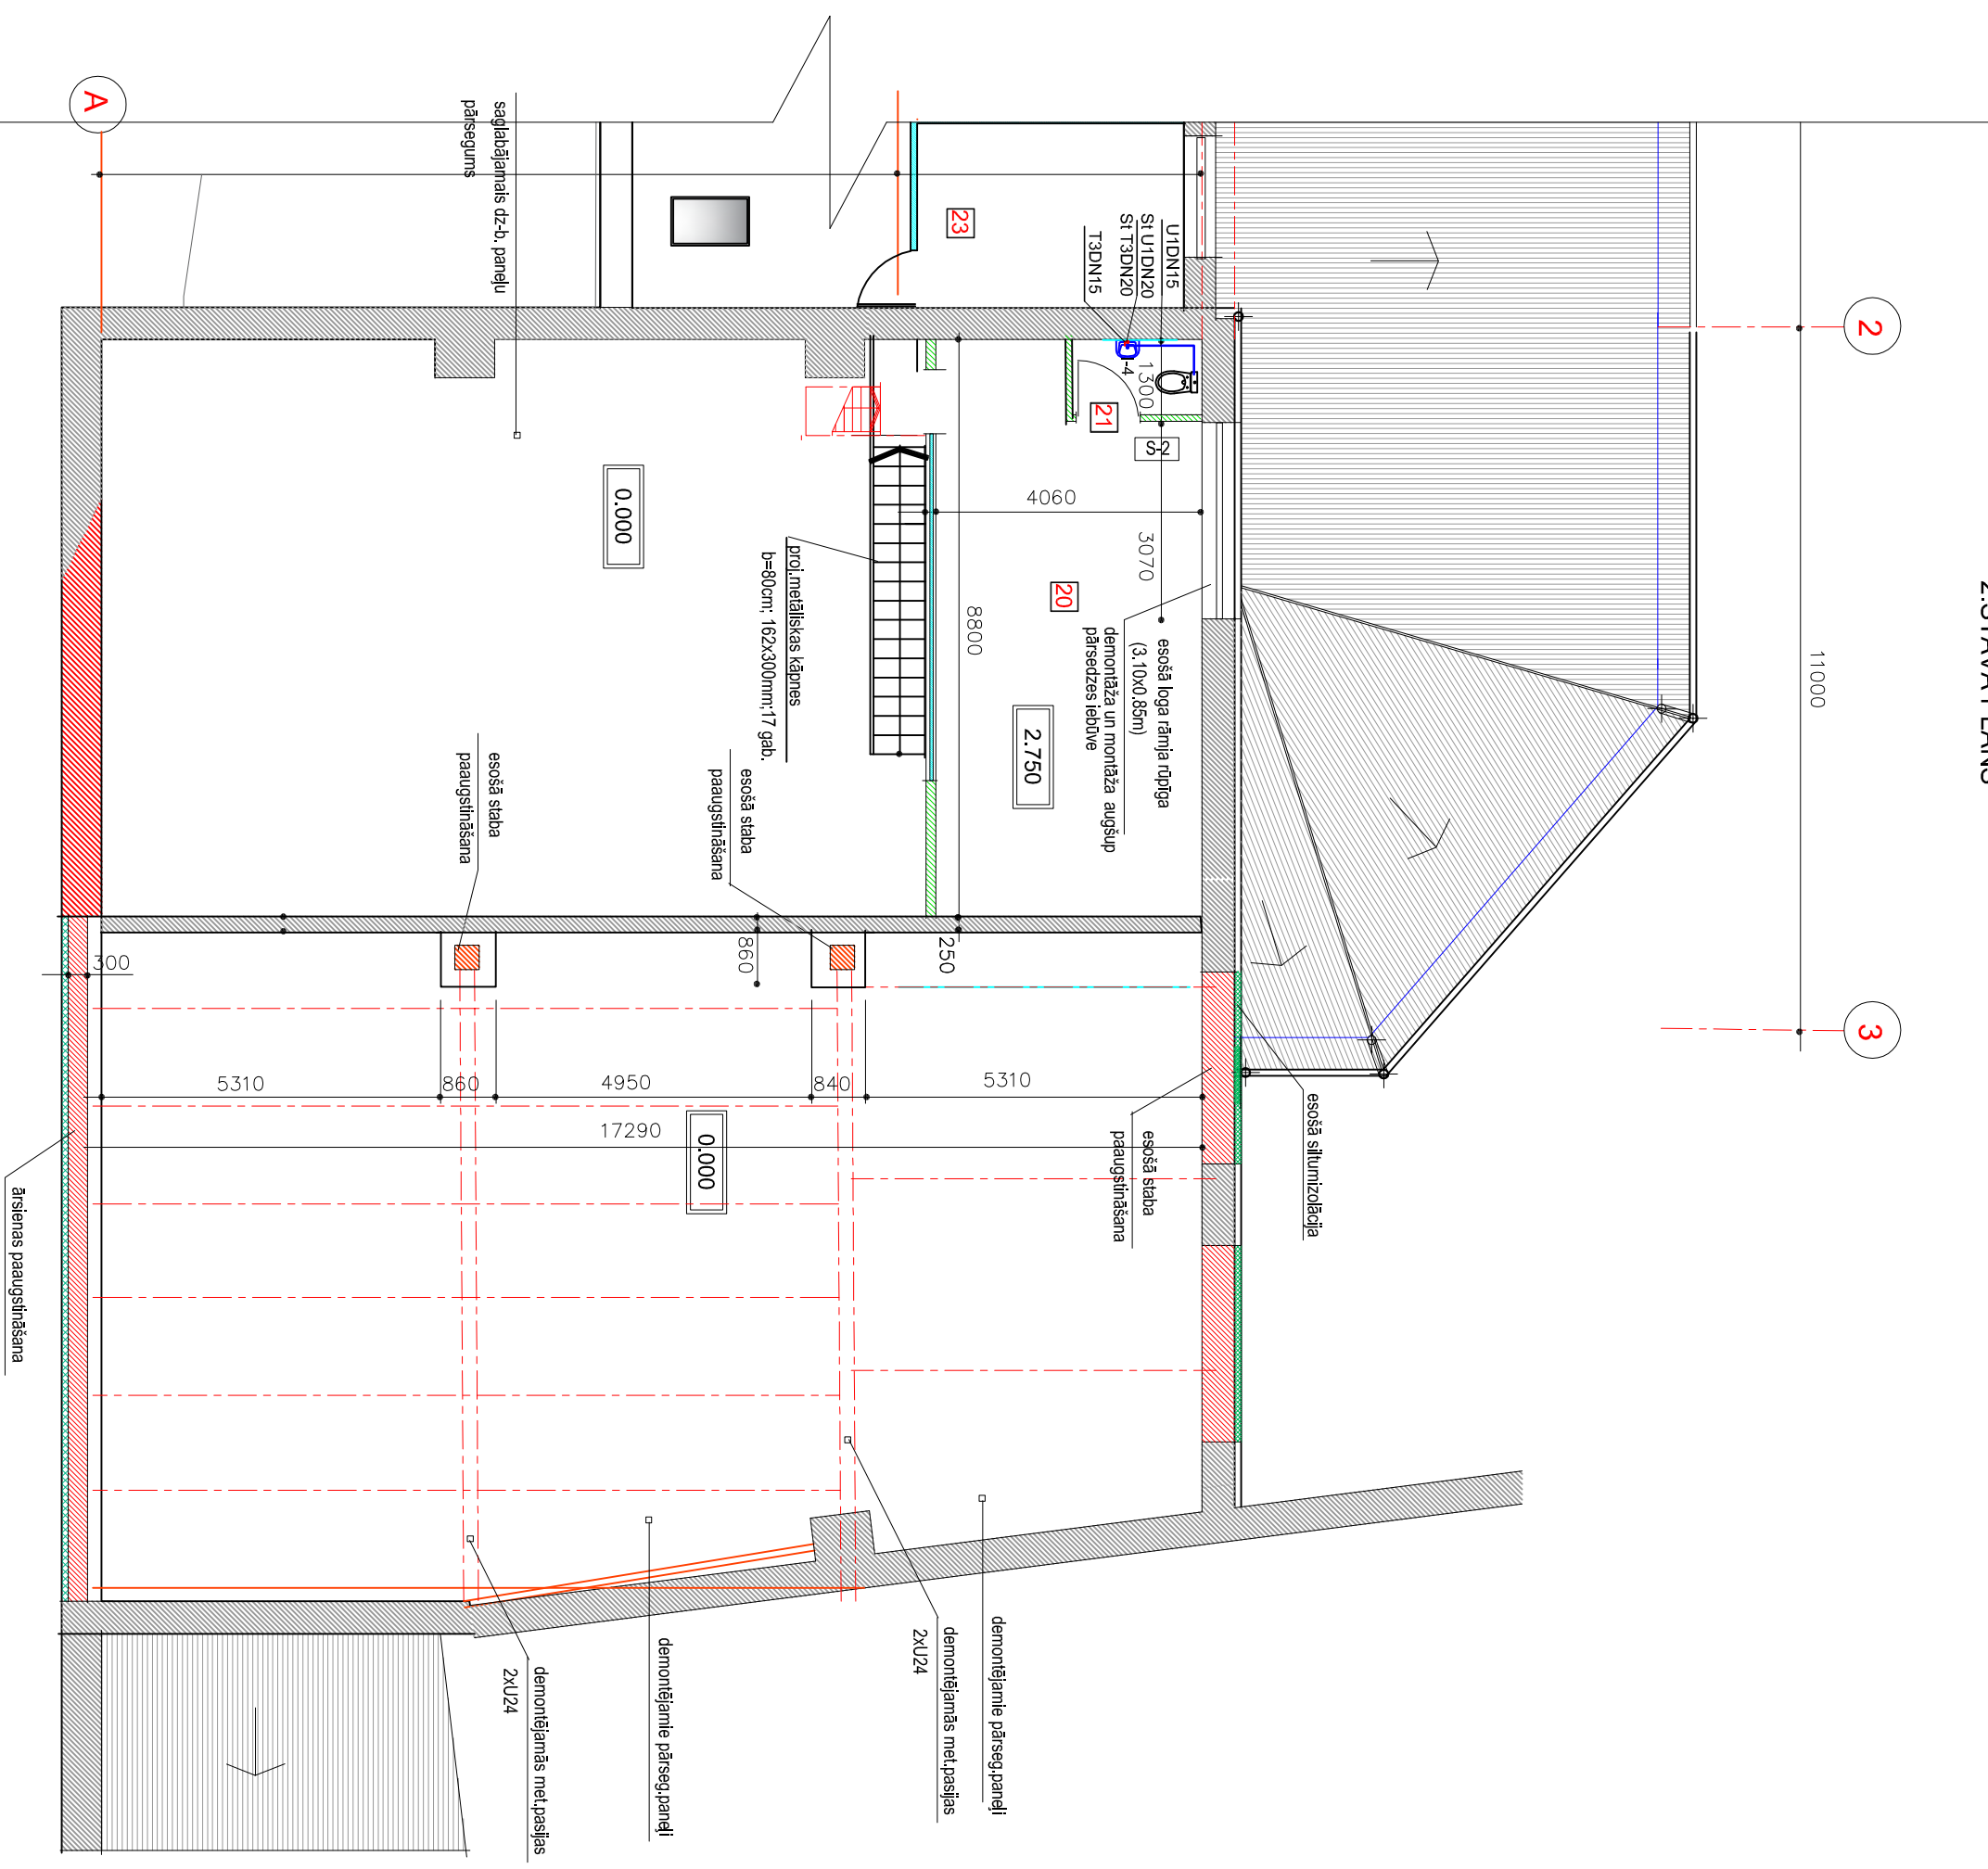 2.STĀVA PLĀNS
11000
2
3
A
saglabājamais dz-b. paneļu
pārsegums
23
U1DN15
St U1DN20
St T3DN20
T3DN15
1300
21
S-2
4060
3070
20
8800
0.000
2.750
proj.metāliskas kāpnes
b=80cm; 162x300mm;17 gab.
esošā loga rāmja rūpīga
(3.10x0.85m)
demontāža un montāža augšup
pārsedzes iebūve
esošā staba
paaugstināšana
esošā staba
paaugstināšana
300
860
250
5310
860
4950
840
5310
17290
0.000
esošā staba
paaugstināšana
esošā siltumizolācija
ārsienas paaugstināšana
demontējamie pārseg.paneļi
demontējamās met.pasijas
2xU24
demontējamie pārseg.paneļi
demontējamās met.pasijas
2xU24